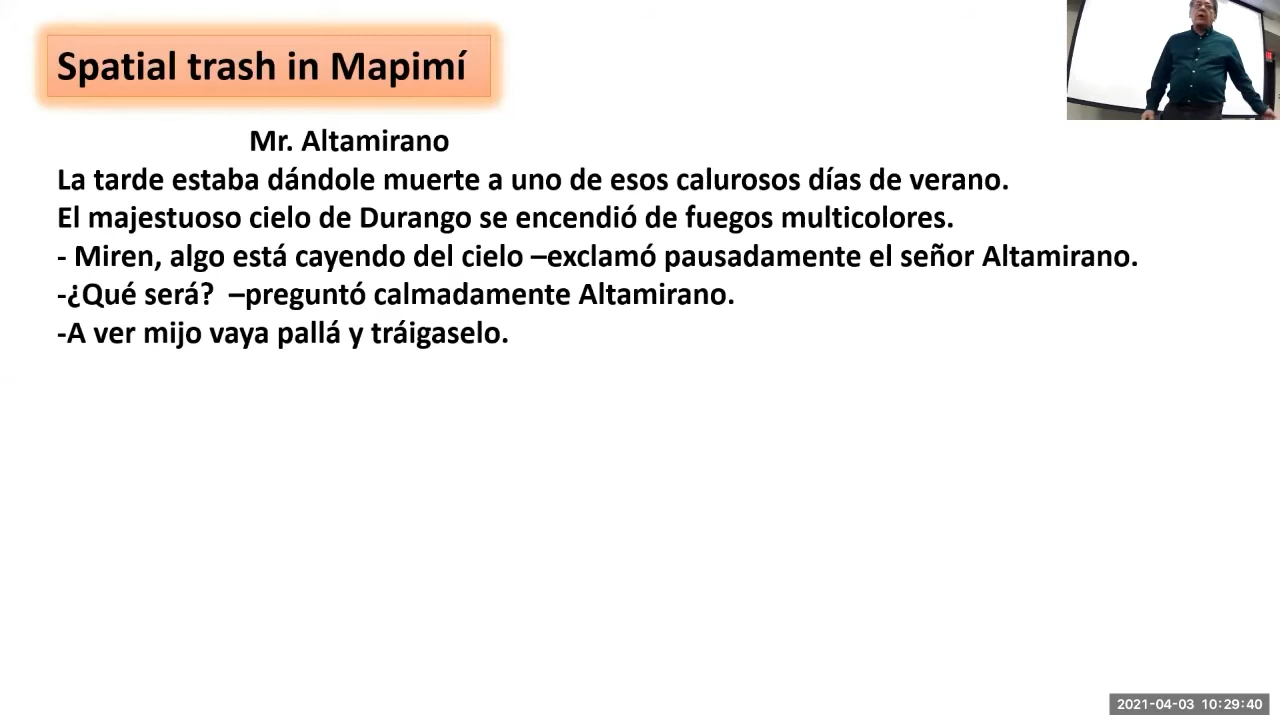 Spatial trash in Mapimí
Mr. Altamirano
La tarde estaba dándole muerte a uno de esos calurosos días de verano.
El majestuoso cielo de Durango se encendió de fuegos multicolores.
- Miren, algo está cayendo del cielo –exclamó pausadamente el señor Altamirano.
-¿Qué será?  –preguntó calmadamente Altamirano.
-A ver mijo vaya pallá y tráigaselo.
2021-04-03 10:29:40